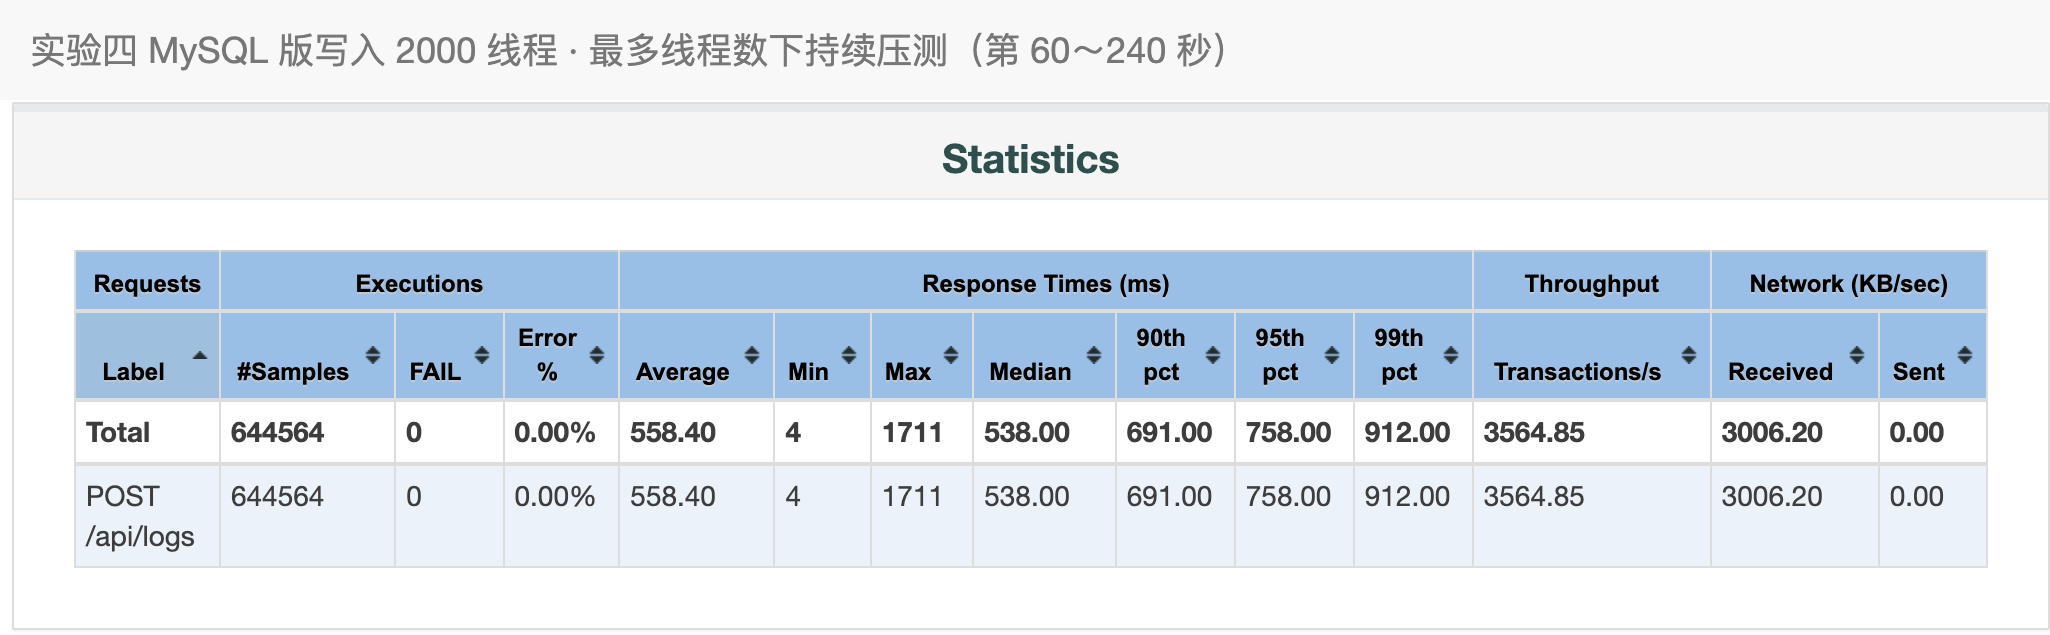 实验四 MySQL 版写入 2000 线程 · 最多线程数下持续压测（第 60～240 秒）
Statistics
Requests Executions Response Times (ms) Throughput Network (KB/sec)
Label #Samples FAIL Error % Average Min Max Median 90th pct 95th pct 99th pct Transactions/s Received Sent
Total 644564 0 0.00% 558.40 4 1711 538.00 691.00 758.00 912.00 3564.85 3006.20 0.00
POST /api/logs 644564 0 0.00% 558.40 4 1711 538.00 691.00 758.00 912.00 3564.85 3006.20 0.00